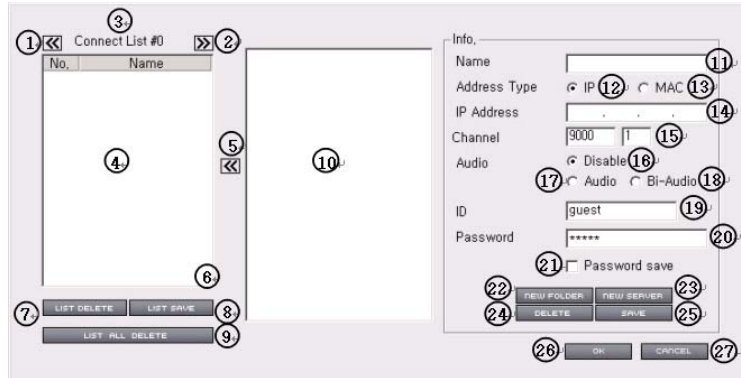 ③
① Connect List #0 ②
No. Name
④
⑤
⑥
LIST DELETE LIST SAVE
⑦ ⑧
LIST ALL DELETE ⑨
⑩
Info,
Name ⑪
Address Type IP ⑫ MAC ⑬
IP Address . . . ⑭
Channel 9000 1 ⑮
Audio Disable ⑯
⑰ Audio Bi-Audio ⑱
ID guest ⑲
Password ***** ⑳
㉑ Password save
㉒ NEW FOLDER NEW SERVER ㉓
㉔ DELETE SAVE ㉕
㉖ OK CANCEL ㉗